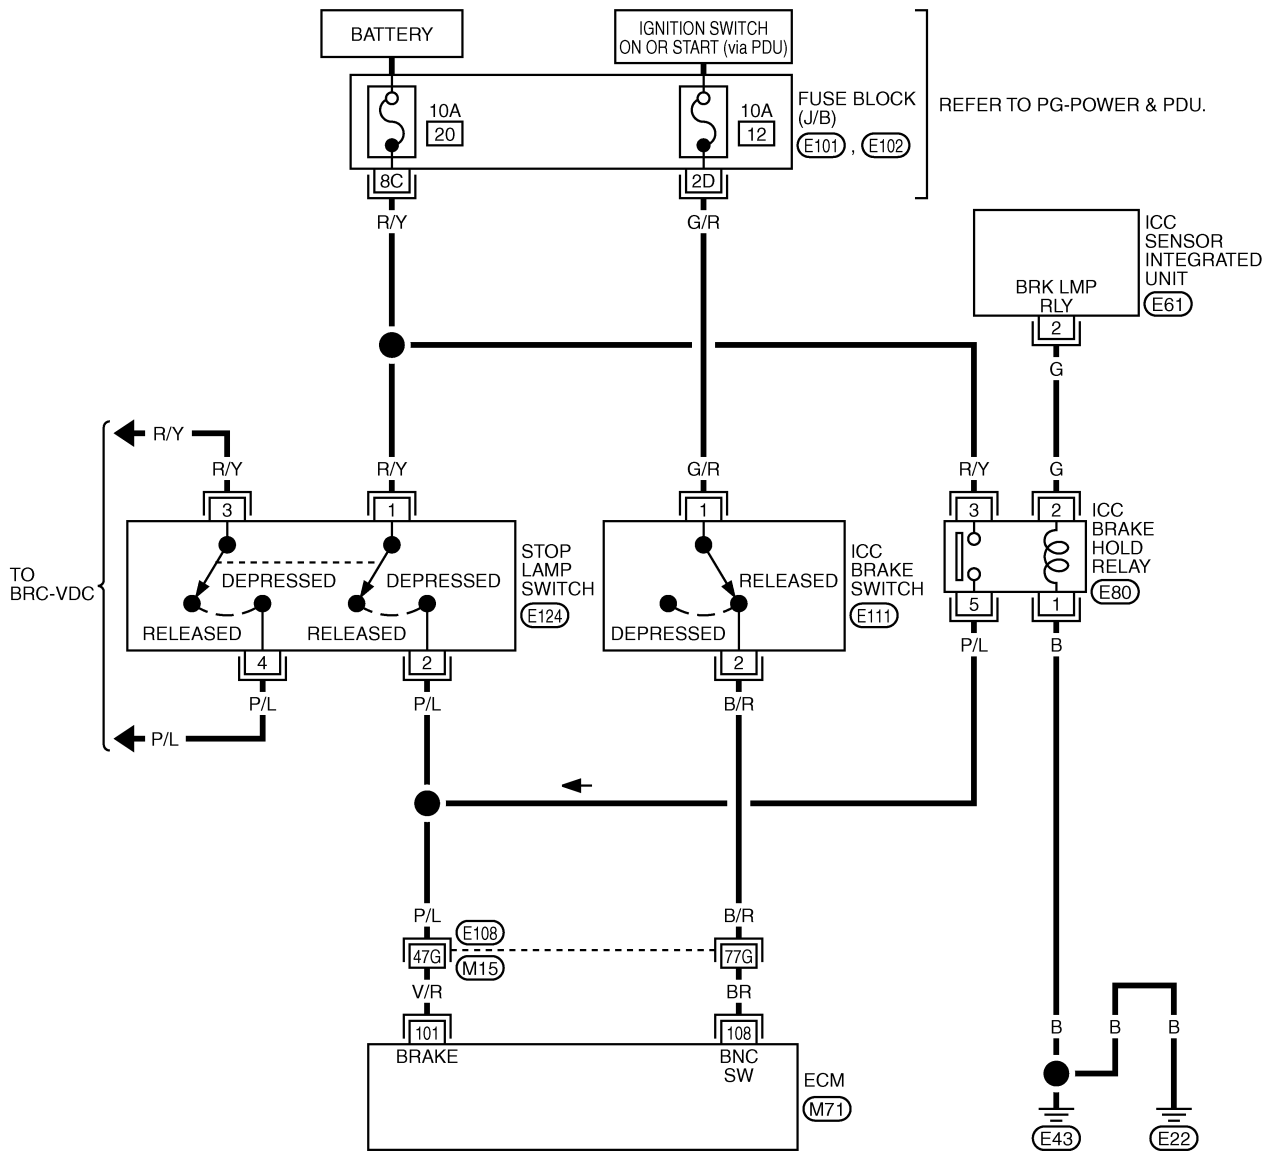 BATTERY
IGNITION SWITCH
ON OR START (via PDU)
10A
20
10A
12
FUSE BLOCK
(J/B)
E101 , E102
REFER TO PG-POWER & PDU.
8C
2D
R/Y
G/R
ICC
SENSOR
INTEGRATED
UNIT
E61
BRK LMP
RLY
2
G
TO
BRC-VDC
R/Y
R/Y
R/Y
G/R
R/Y
G
3
1
1
3
2
DEPRESSED
DEPRESSED
RELEASED
RELEASED
STOP
LAMP
SWITCH
E124
RELEASED
DEPRESSED
ICC
BRAKE
SWITCH
E111
ICC
BRAKE
HOLD
RELAY
E80
5
1
P/L
B
4
2
2
P/L
P/L
B/R
P/L
P/L
B/R
E108
47G
77G
M15
V/R
BR
101
108
BRAKE
BNC
SW
ECM
M71
B
B
B
E43
E22